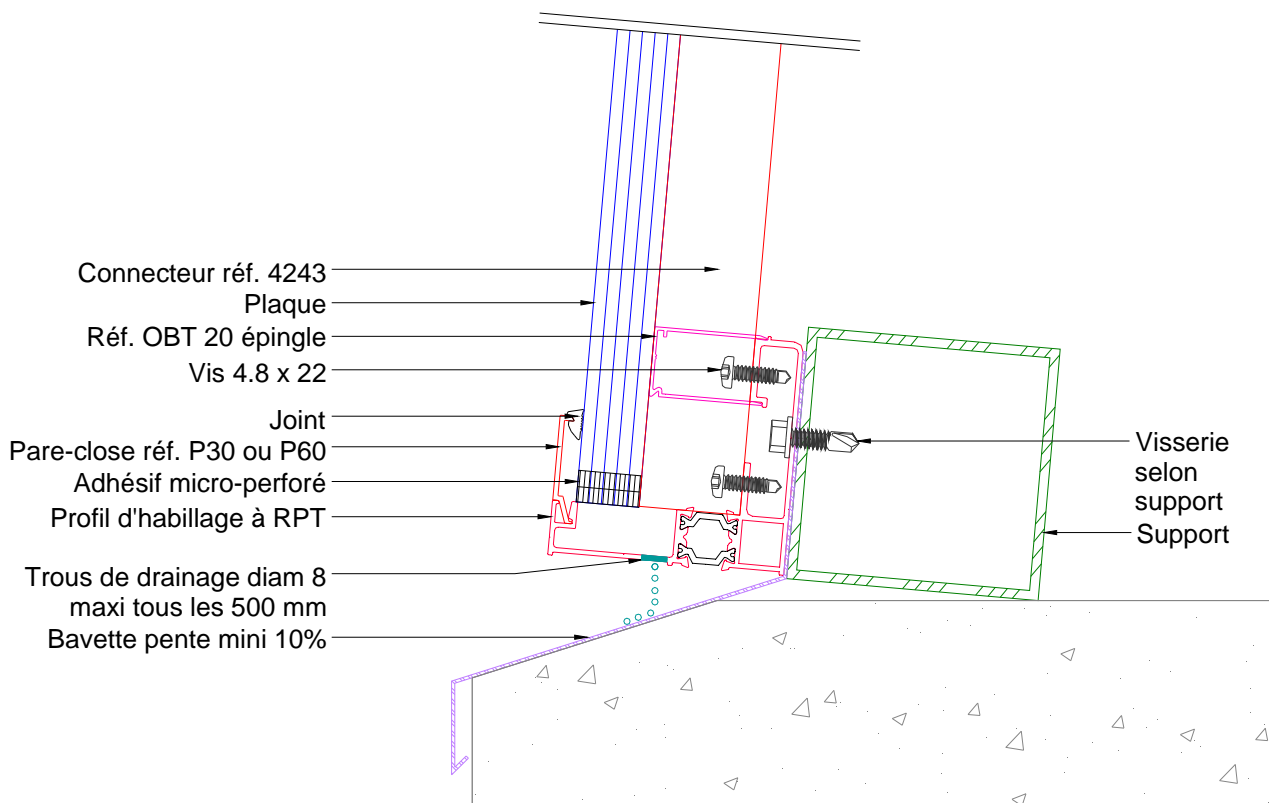 Connecteur réf. 4243
Plaque
Réf. OBT 20 épingle
Vis 4.8 x 22
Joint
Pare-close réf. P30 ou P60
Adhésif micro-perforé
Profil d'habillage à RPT
Trous de drainage diam 8
maxi tous les 500 mm
Bavette pente mini 10%
Visserie
selon
support
Support